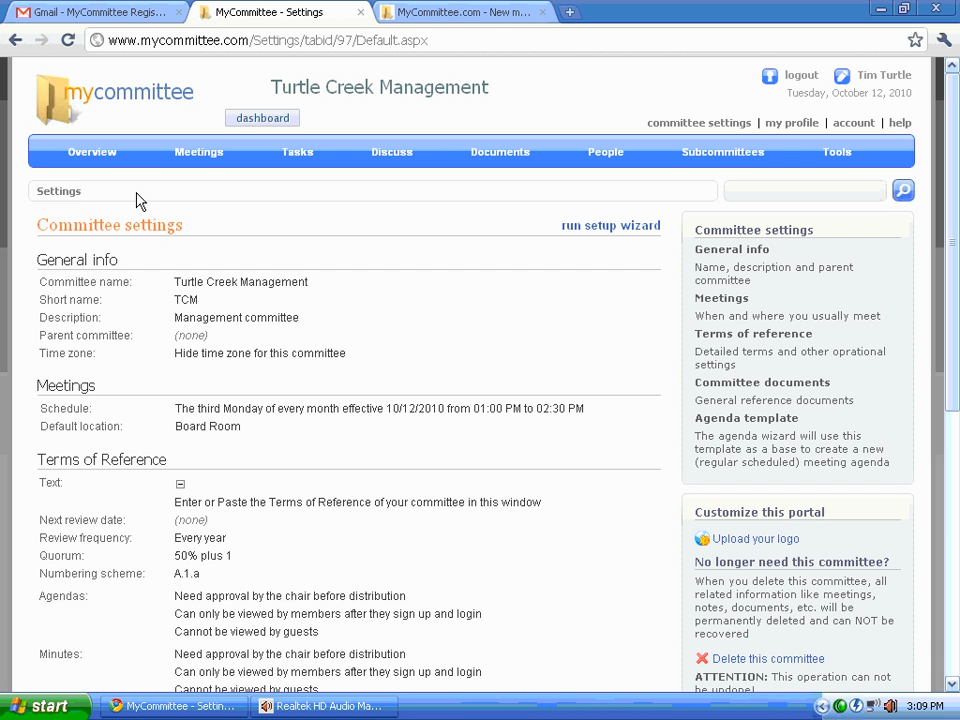 Gmail - MyCommittee Regis...
MyCommittee - Settings
MyCommittee.com - New m...
www.mycommittee.com/Settings/tabid/97/Default.aspx
mycommittee
Turtle Creek Management
logout
Tim Turtle
Tuesday, October 12, 2010
dashboard
committee settings | my profile | account | help
Overview Meetings Tasks Discuss Documents People Subcommittees Tools
Settings
Committee settings
run setup wizard
General info
Committee name: Turtle Creek Management
Short name: TCM
Description: Management committee
Parent committee: (none)
Time zone: Hide time zone for this committee
Meetings
Schedule: The third Monday of every month effective 10/12/2010 from 01:00 PM to 02:30 PM
Default location: Board Room
Terms of Reference
Text:
Enter or Paste the Terms of Reference of your committee in this window
Next review date: (none)
Review frequency: Every year
Quorum: 50% plus 1
Numbering scheme: A.1.a
Agendas: Need approval by the chair before distribution
Can only be viewed by members after they sign up and login
Cannot be viewed by guests
Minutes: Need approval by the chair before distribution
Can only be viewed by members after they sign up and login
Cannot be viewed by guests
Committee settings
General info
Name, description and parent
committee
Meetings
When and where you usually meet
Terms of reference
Detailed terms and other oprational
settings
Committee documents
General reference documents
Agenda template
The agenda wizard will use this
template as a base to create a new
(regular scheduled) meeting agenda
Customize this portal
Upload your logo
No longer need this committee?
When you delete this committee, all
related information like meetings,
notes, documents, etc. will be
permanently deleted and can NOT be
recovered
Delete this committee
ATTENTION: This operation can not
be undone!
start
MyCommittee - Settin...
Realtek HD Audio Ma...
3:09 PM